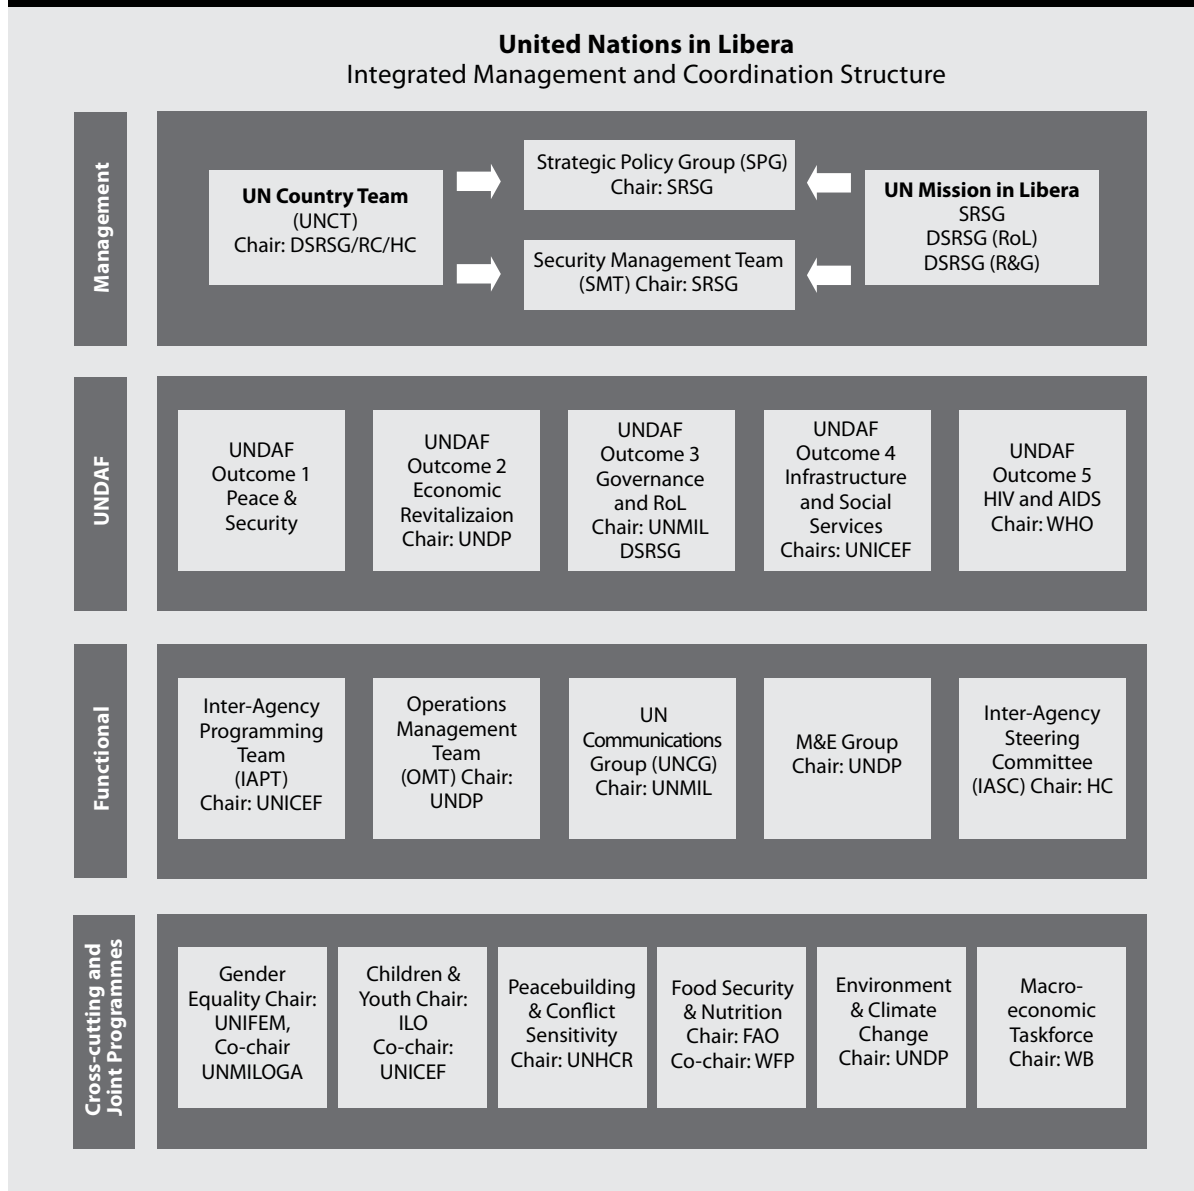 United Nations in Libera
Integrated Management and Coordination Structure
Management
UN Country Team
(UNCT)
Chair: DSRSG/RC/HC
Strategic Policy Group (SPG)
Chair: SRSG
Security Management Team
(SMT) Chair: SRSG
UN Mission in Libera
SRSG
DSRSG (RoL)
DSRSG (R&G)
UNDAF
UNDAF
Outcome 1
Peace &
Security
UNDAF
Outcome 2
Economic
Revitalizaion
Chair: UNDP
UNDAF
Outcome 3
Governance
and RoL
Chair: UNMIL
DSRSG
UNDAF
Outcome 4
Infrastructure
and Social
Services
Chairs: UNICEF
UNDAF
Outcome 5
HIV and AIDS
Chair: WHO
Functional
Inter-Agency
Programming
Team
(IAPT)
Chair: UNICEF
Operations
Management
Team
(OMT) Chair:
UNDP
UN
Communications
Group (UNCG)
Chair: UNMIL
M&E Group
Chair: UNDP
Inter-Agency
Steering
Committee
(IASC) Chair: HC
Cross-cutting and
Joint Programmes
Gender
Equality Chair:
UNIFEM,
Co-chair
UNMILOGA
Children &
Youth Chair:
ILO
Co-chair:
UNICEF
Peacebuilding
& Conflict
Sensitivity
Chair: UNHCR
Food Security
& Nutrition
Chair: FAO
Co-chair: WFP
Environment
& Climate
Change
Chair: UNDP
Macro-
economic
Taskforce
Chair: WB